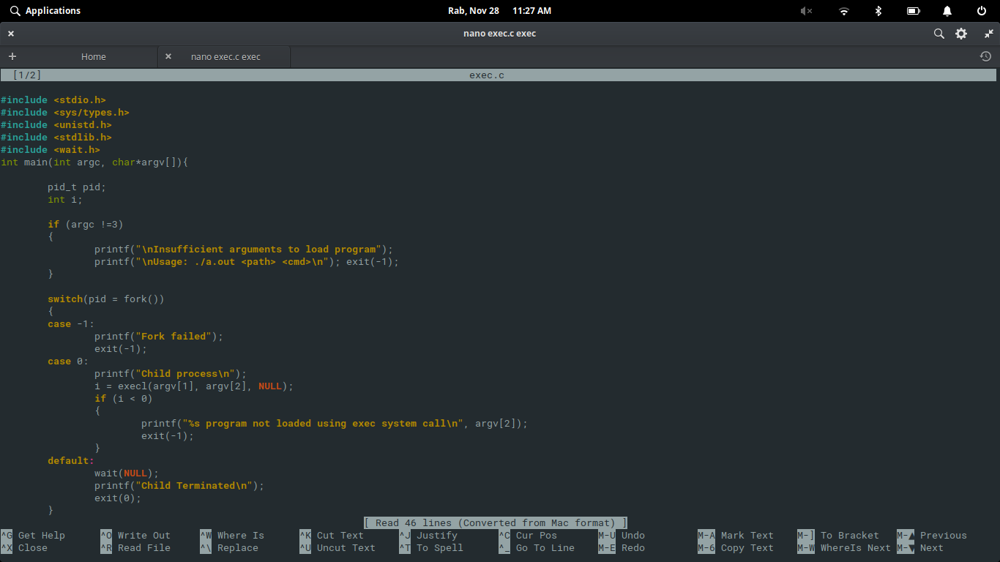 Applications
Rab, Nov 28 11:27 AM
nano exec.c exec
Home
nano exec.c exec
[1/2] exec.c
#include <stdio.h>
#include <sys/types.h>
#include <unistd.h>
#include <stdlib.h>
#include <wait.h>
int main(int argc, char*argv[]){
pid_t pid;
int i;
if (argc !=3)
{
printf("\nInsufficient arguments to load program");
printf("\nUsage: ./a.out <path> <cmd>\n"); exit(-1);
}
switch(pid = fork())
{
case -1:
printf("Fork failed");
exit(-1);
case 0:
printf("Child process\n");
i = execl(argv[1], argv[2], NULL);
if (i < 0)
{
printf("%s program not loaded using exec system call\n", argv[2]);
exit(-1);
}
default:
wait(NULL);
printf("Child Terminated\n");
exit(0);
}
[ Read 46 lines (Converted from Mac format) ]
^G Get Help ^O Write Out ^W Where Is ^K Cut Text ^J Justify ^C Cur Pos M-U Undo M-A Mark Text M-] To Bracket M-▲ Previous
^X Close ^R Read File ^\ Replace ^U Uncut Text ^T To Spell ^_ Go To Line M-E Redo M-6 Copy Text M-W WhereIs Next M-▼ Next